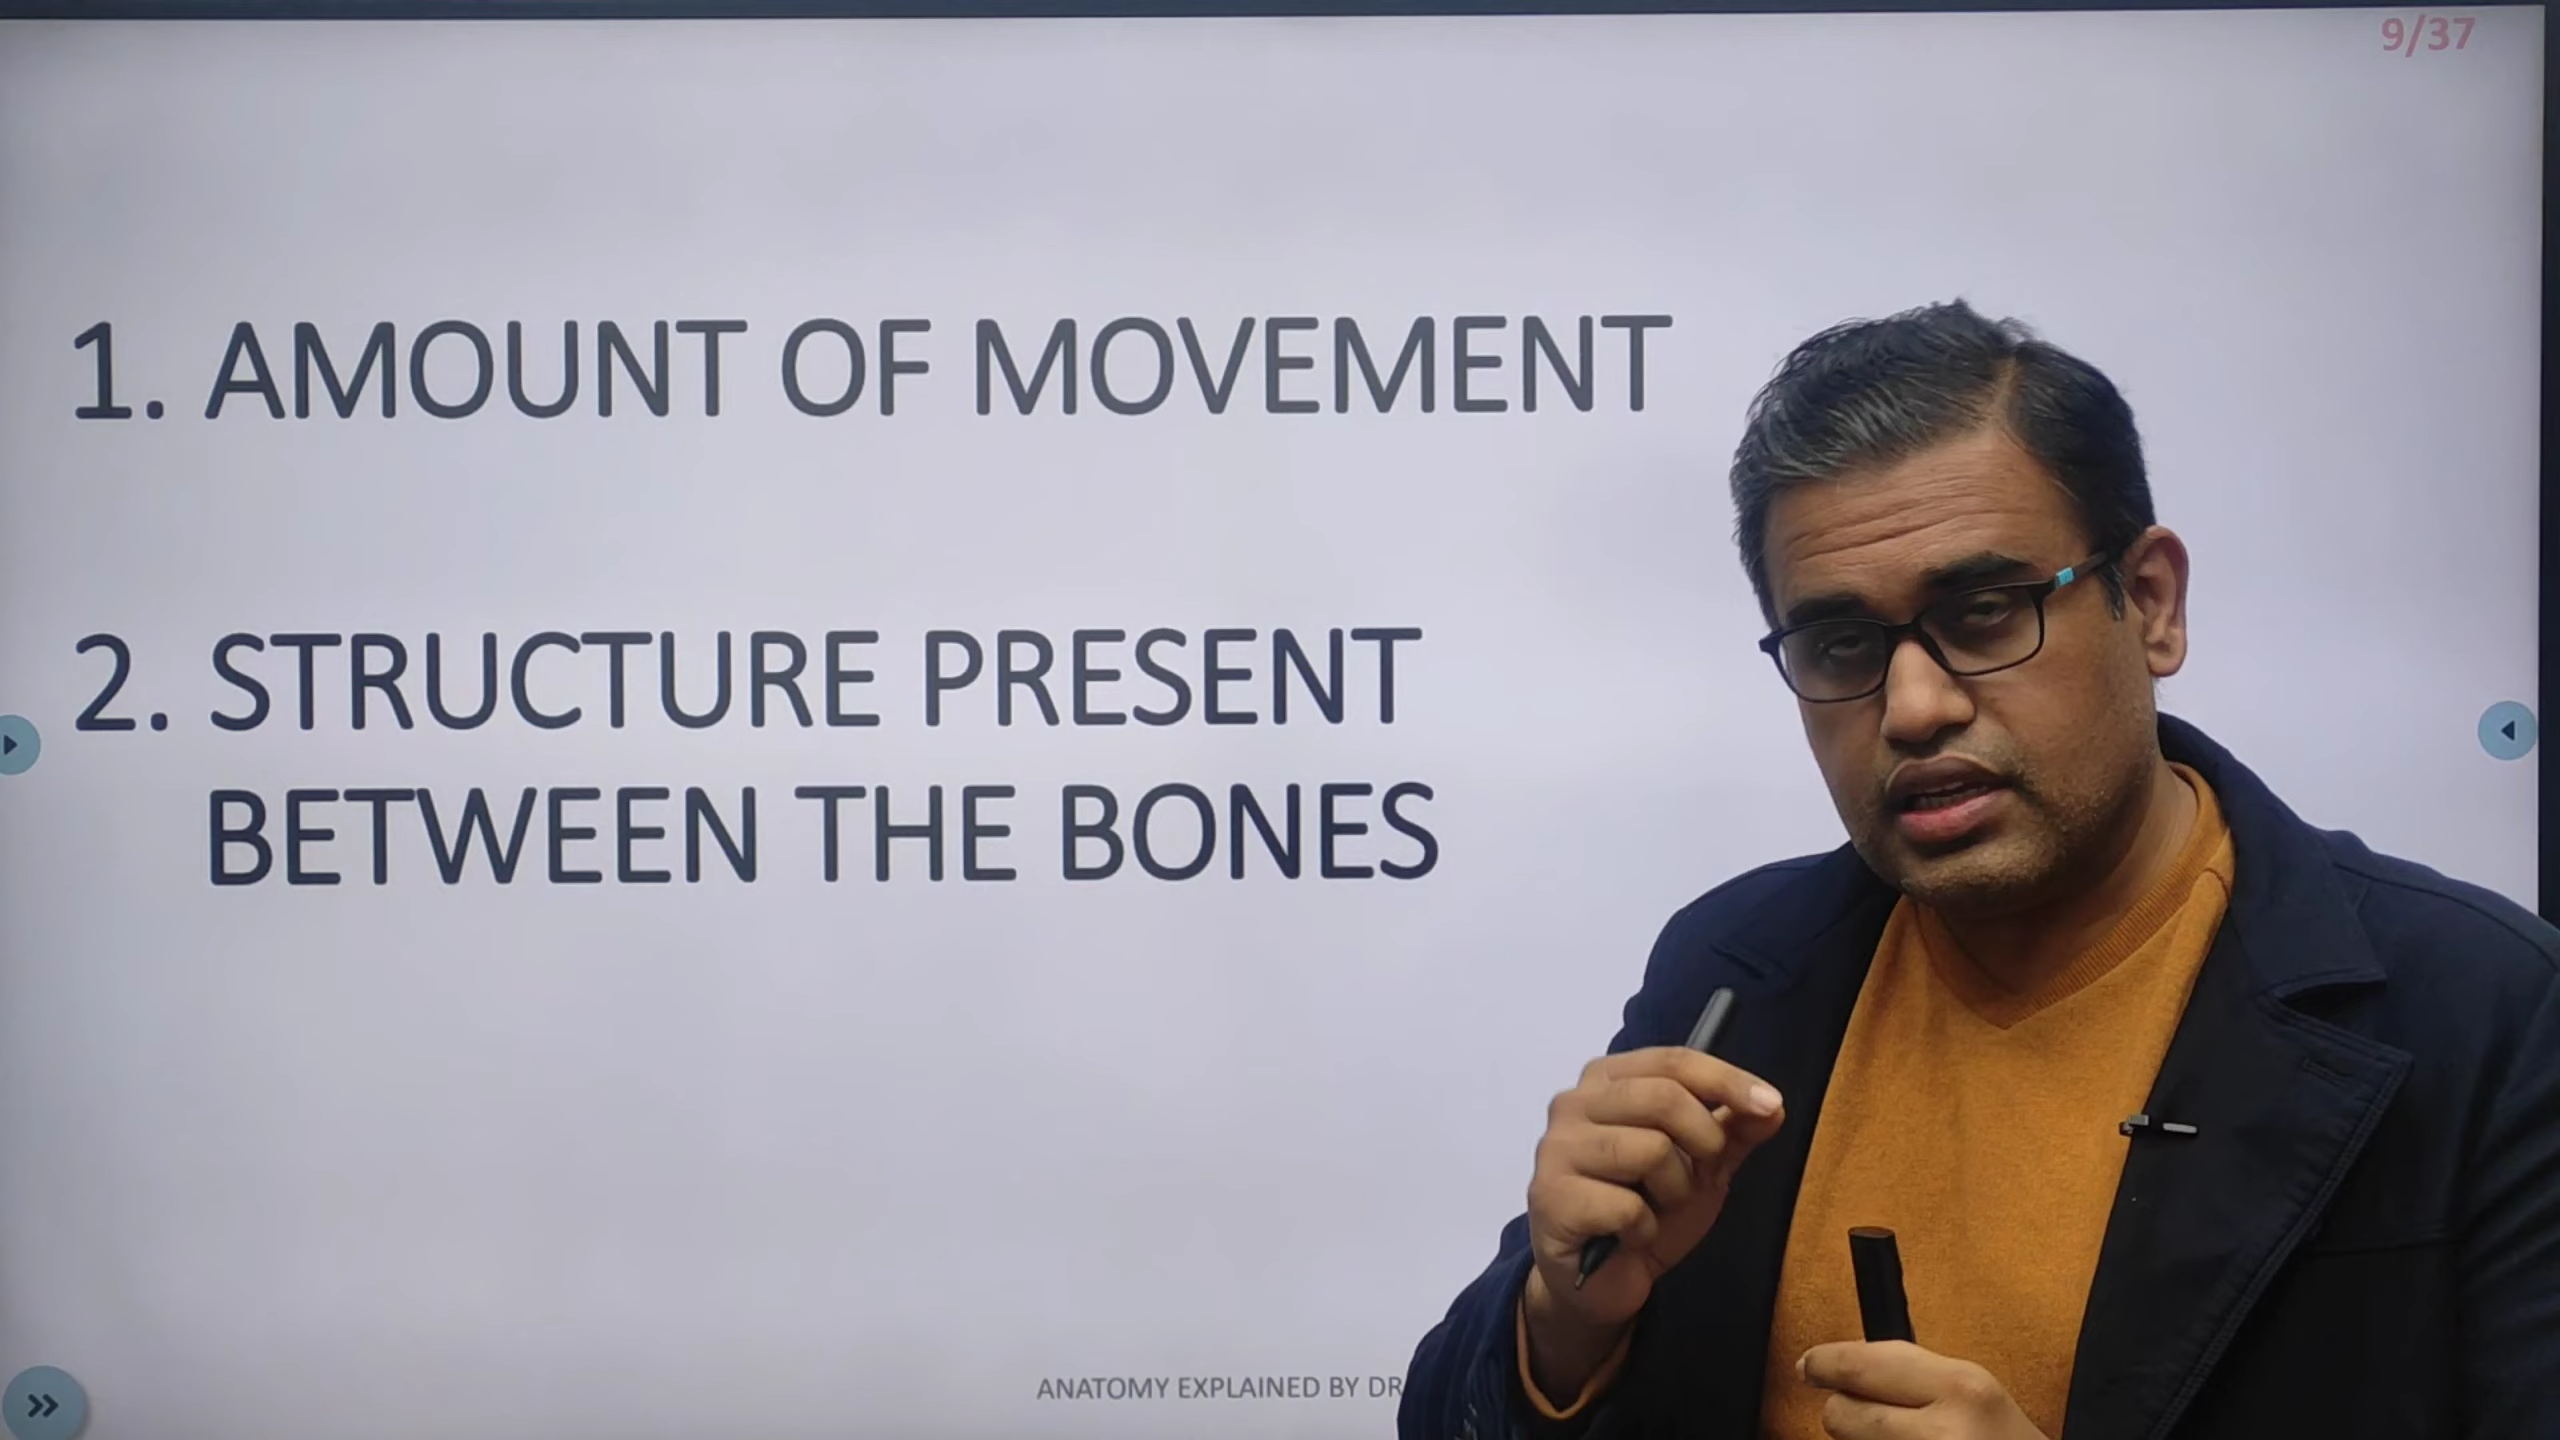 9/37
1. AMOUNT OF MOVEMENT
2. STRUCTURE PRESENT
BETWEEN THE BONES
ANATOMY EXPLAINED BY DR